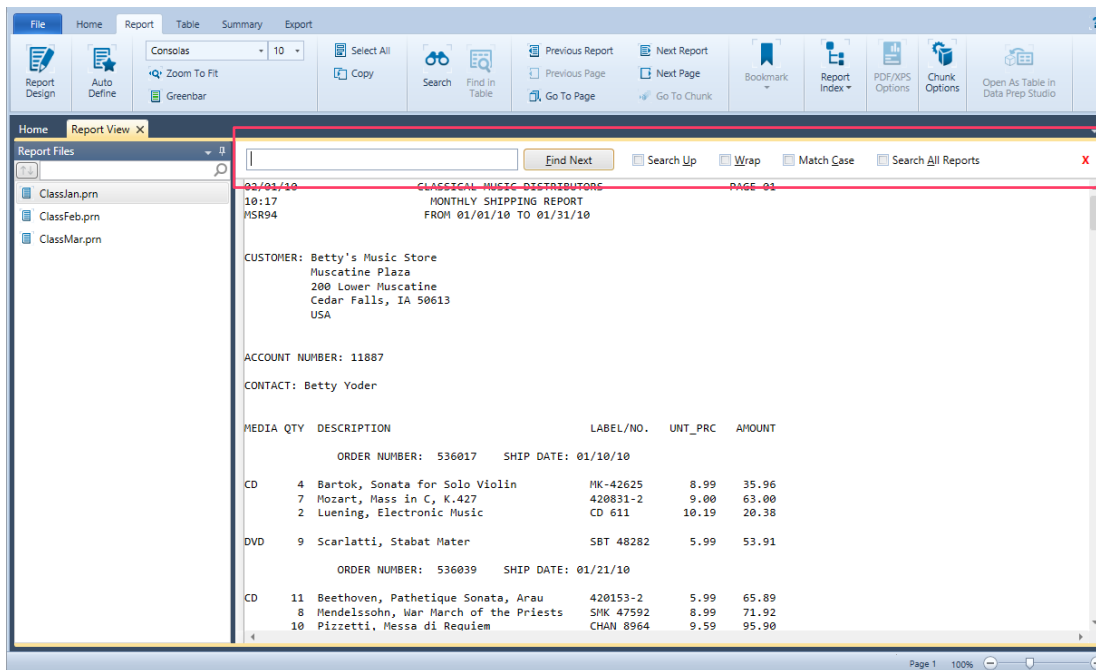 File Home Report Table Summary Export
Report Design
Auto Define
Consolas 10
Zoom To Fit
Greenbar
Select All
Copy
Search
Find in Table
Previous Report
Previous Page
Go To Page
Next Report
Next Page
Go To Chunk
Bookmark
Report Index
PDF/XPS Options
Chunk Options
Open As Table in Data Prep Studio
Home Report View X
Report Files
ClassJan.prn
ClassFeb.prn
ClassMar.prn
Find Next Search Up Wrap Match Case Search All Reports X
02/01/10 CLASSICAL MUSIC DISTRIBUTORS PAGE 01
10:17 MONTHLY SHIPPING REPORT
MSR94 FROM 01/01/10 TO 01/31/10
CUSTOMER: Betty's Music Store
Muscatine Plaza
200 Lower Muscatine
Cedar Falls, IA 50613
USA
ACCOUNT NUMBER: 11887
CONTACT: Betty Yoder
MEDIA QTY DESCRIPTION LABEL/NO. UNT_PRC AMOUNT
ORDER NUMBER: 536017 SHIP DATE: 01/10/10
CD 4 Bartok, Sonata for Solo Violin MK-42625 8.99 35.96
7 Mozart, Mass in C, K.427 420831-2 9.00 63.00
2 Luening, Electronic Music CD 611 10.19 20.38
DVD 9 Scarlatti, Stabat Mater SBT 48282 5.99 53.91
ORDER NUMBER: 536039 SHIP DATE: 01/21/10
CD 11 Beethoven, Pathetique Sonata, Arau 420153-2 5.99 65.89
8 Mendelssohn, War March of the Priests SMK 47592 8.99 71.92
10 Pizzetti, Messa di Requiem CHAN 8964 9.59 95.90
Page 1 100%